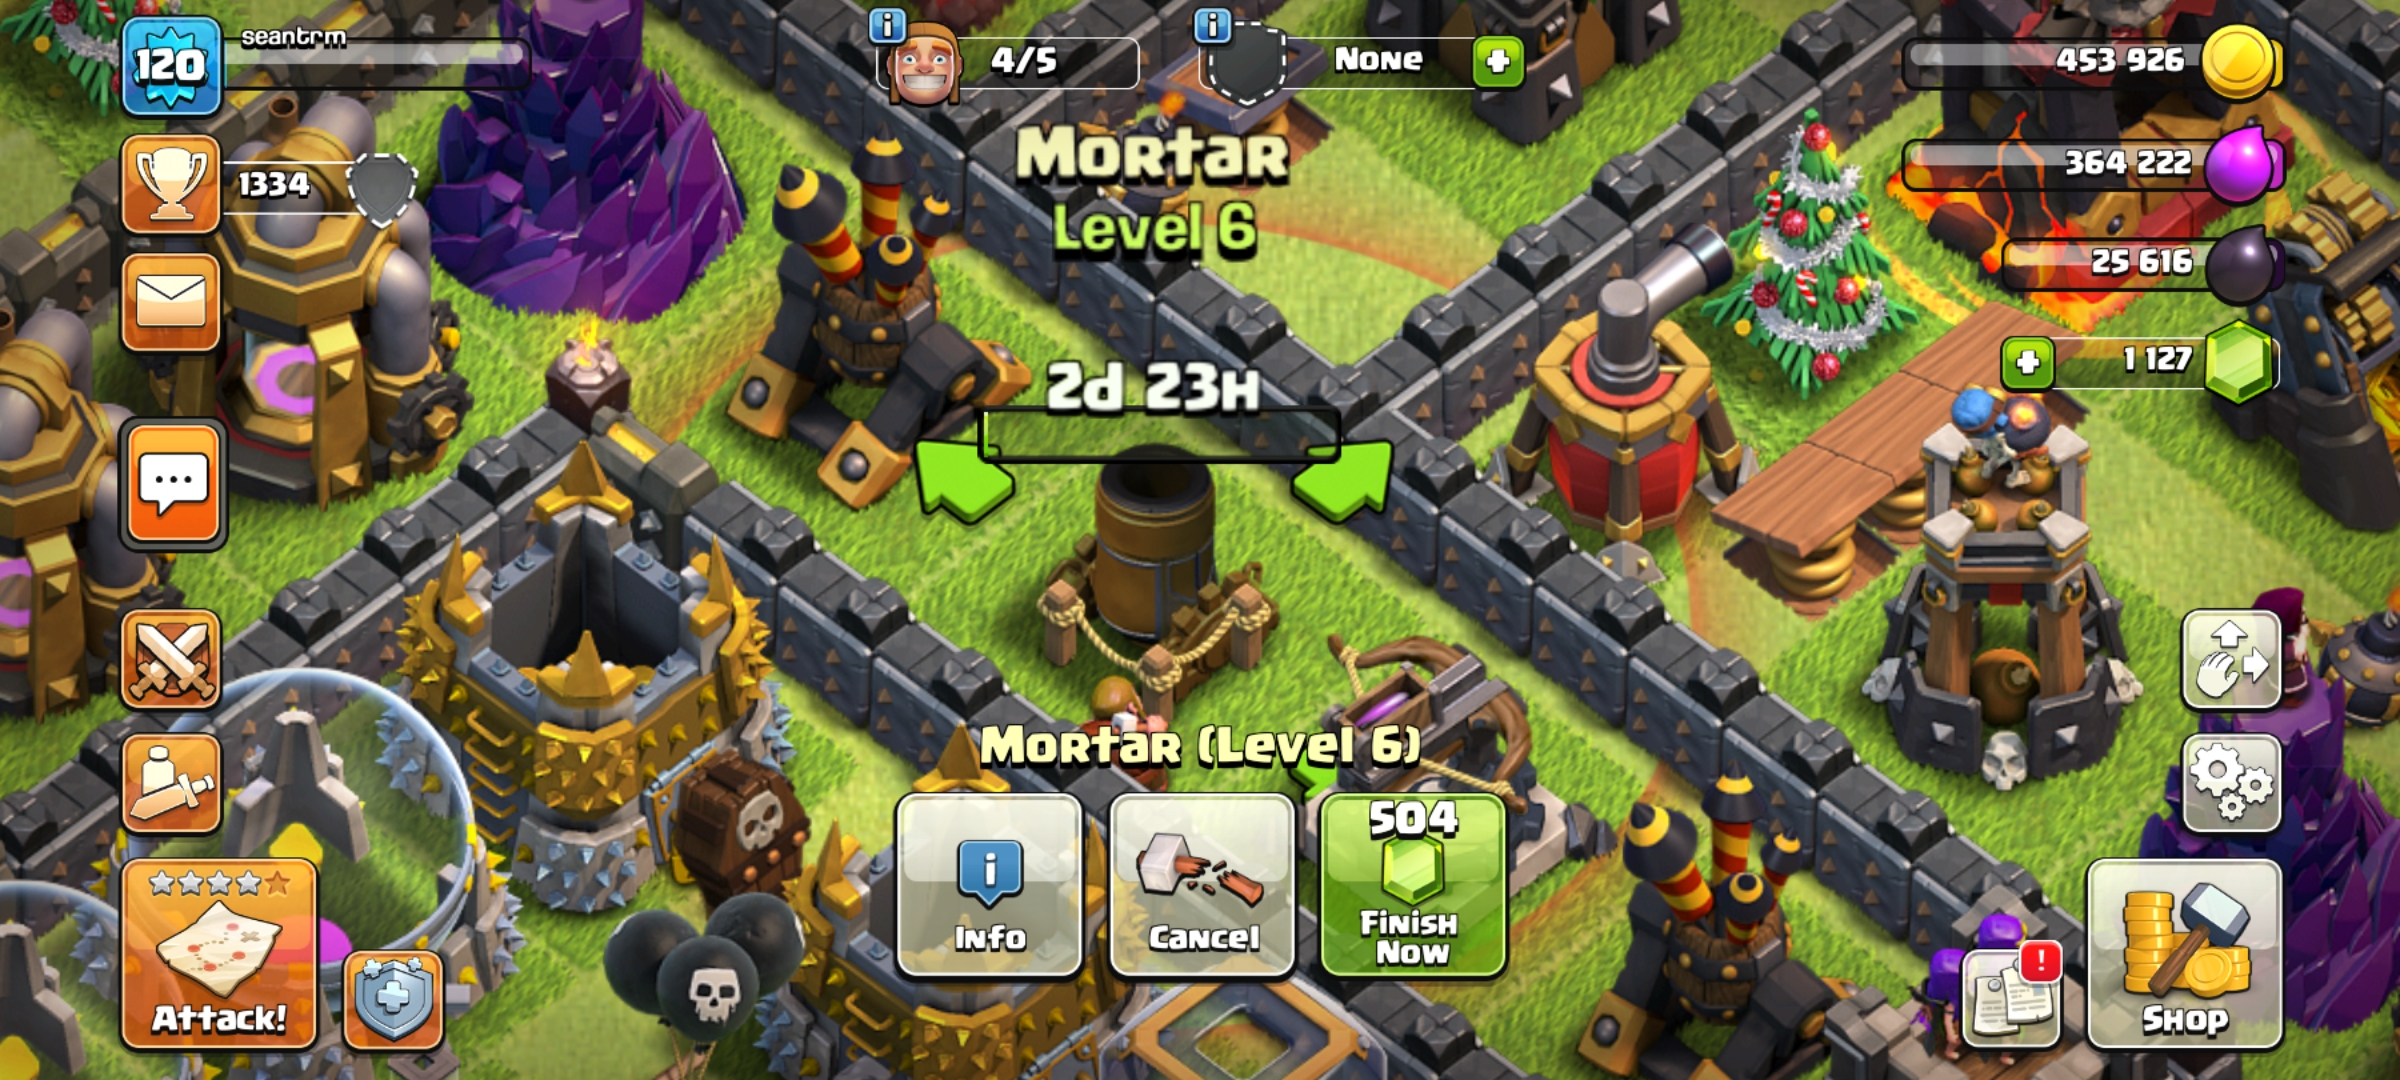 120
seantrm
4/5
None
453 926
1334
364 222
25 616
1 127
Mortar
Level 6
2d 23H
Mortar (Level 6)
504
Info
Cancel
Finish
Now
Attack!
!
Shop